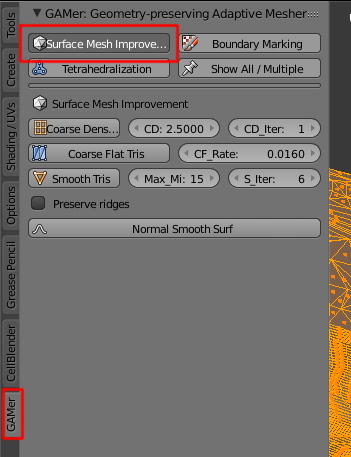 GAMer: Geometry-preserving Adaptive Mesher
Surface Mesh Improve...
Boundary Marking
Tetrahedralization
Show All / Multiple
Surface Mesh Improvement
Coarse Dens...
CD: 2.5000
CD_Iter: 1
Coarse Flat Tris
CF_Rate: 0.0160
Smooth Tris
Max_Mi: 15
S_Iter: 6
Preserve ridges
Normal Smooth Surf
Tools
Create
Shading / UVs
Options
Grease Pencil
CellBlender
GAMer